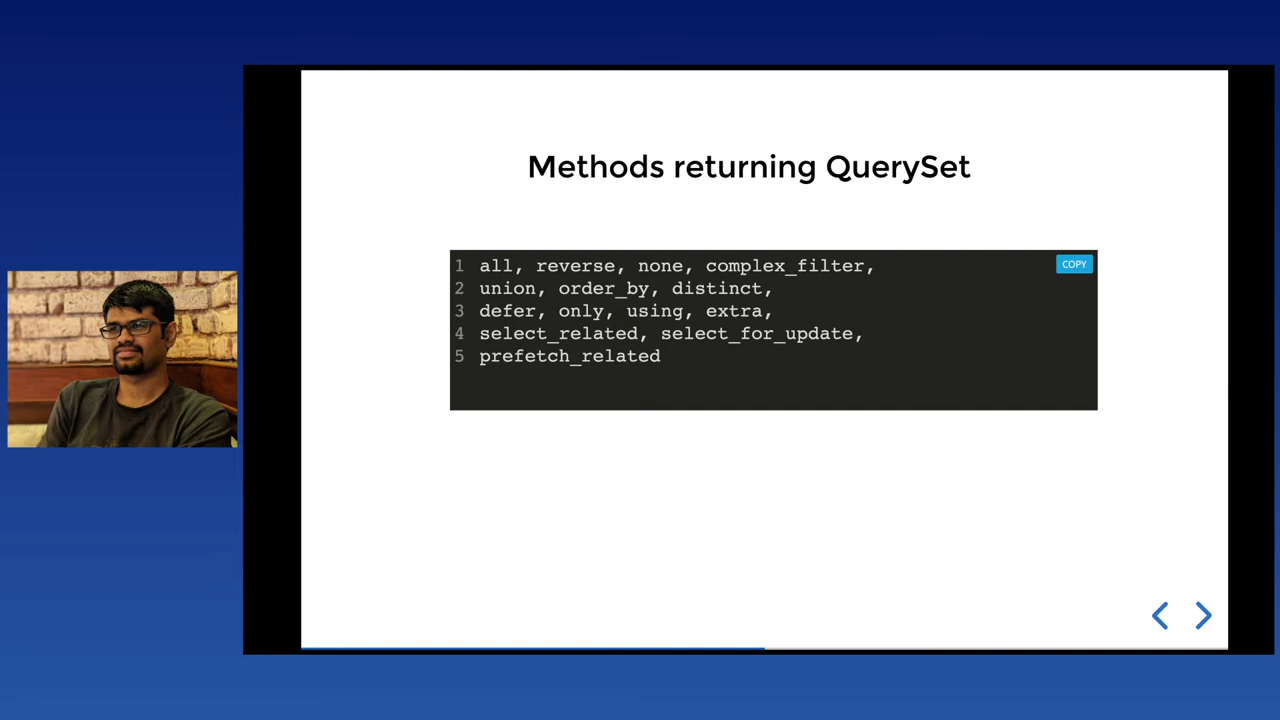 Methods returning QuerySet
1 all, reverse, none, complex_filter,
COPY
2 union, order_by, distinct,
3 defer, only, using, extra,
4 select_related, select_for_update,
5 prefetch_related